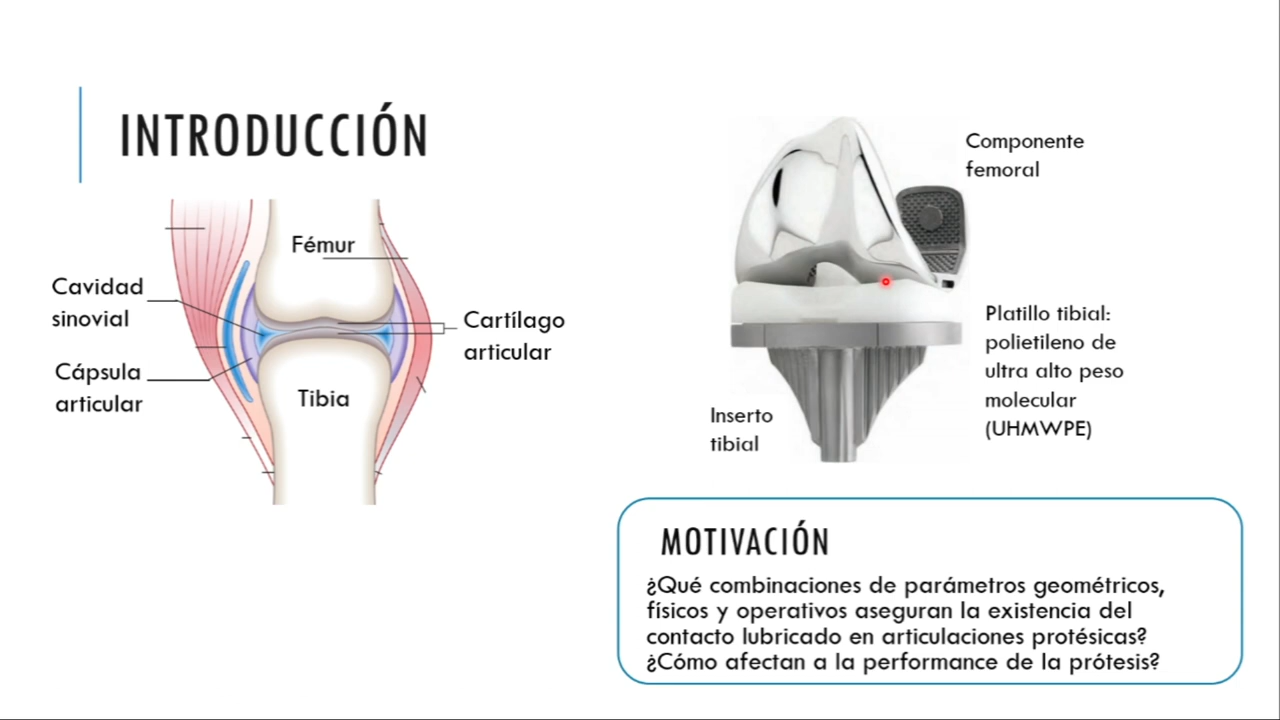 INTRODUCCIÓN
Fémur
Cavidad
sinovial
Cápsula
articular
Cartílago
articular
Tibia
Componente
femoral
Platillo tibial:
polietileno de
ultra alto peso
molecular
(UHMWPE)
Inserto
tibial
MOTIVACIÓN
¿Qué combinaciones de parámetros geométricos,
físicos y operativos aseguran la existencia del
contacto lubricado en articulaciones protésicas?
¿Cómo afectan a la performance de la prótesis?